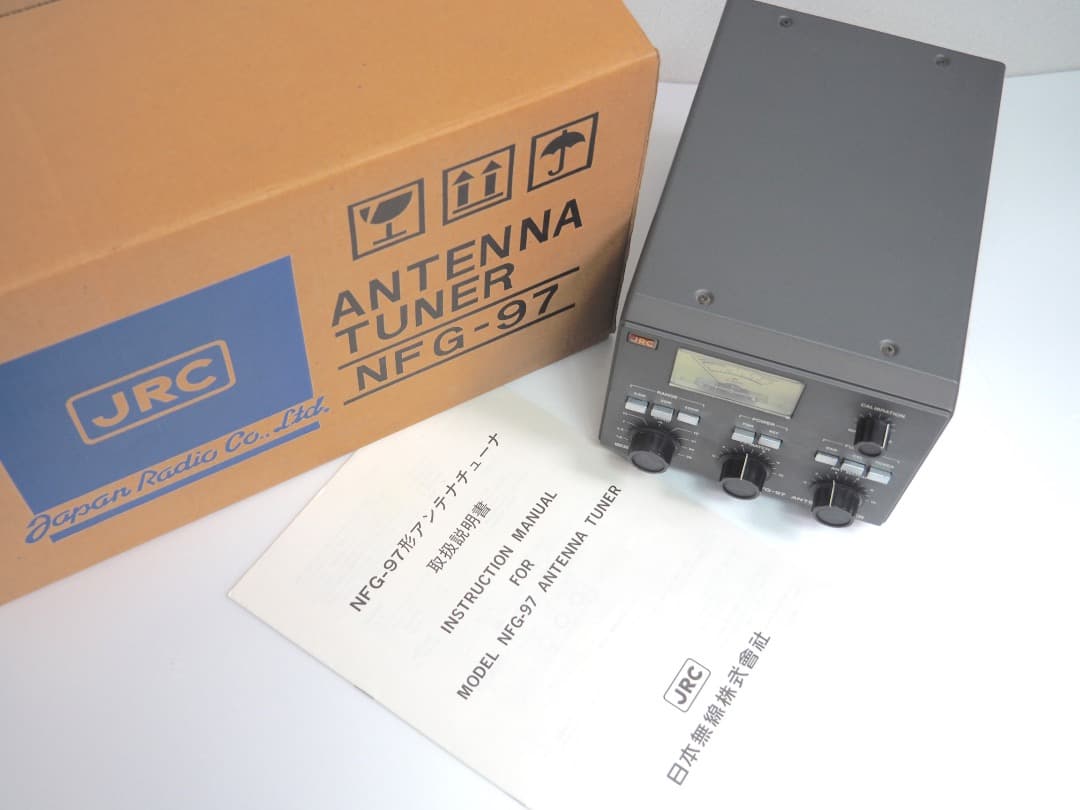 ANTENNA
TUNER
NFG-97
JRC
Japan Radio Co., Ltd.
JRC
RANGE
POWER
CALIBRATION
NFG-97形アンテナチューナ
取扱説明書
INSTRUCTION MANUAL
FOR
MODEL NFG-97 ANTENNA TUNER
JRC
日本無線株式會社